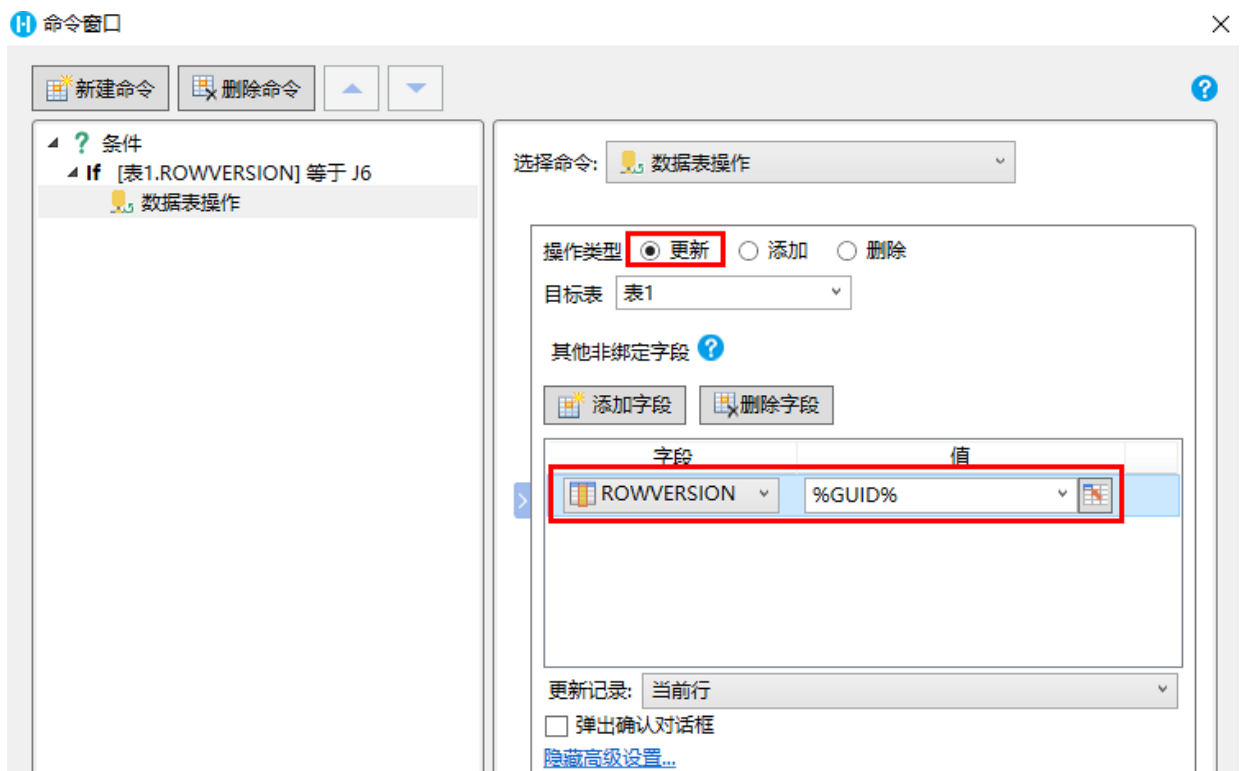 命令窗口
新建命令 删除命令
条件
If [表1.ROWVERSION] 等于 J6
数据表操作
选择命令: 数据表操作
操作类型 更新 添加 删除
目标表 表1
其他非绑定字段
添加字段 删除字段
字段 值
ROWVERSION %GUID%
更新记录: 当前行
弹出确认对话框
隐藏高级设置...